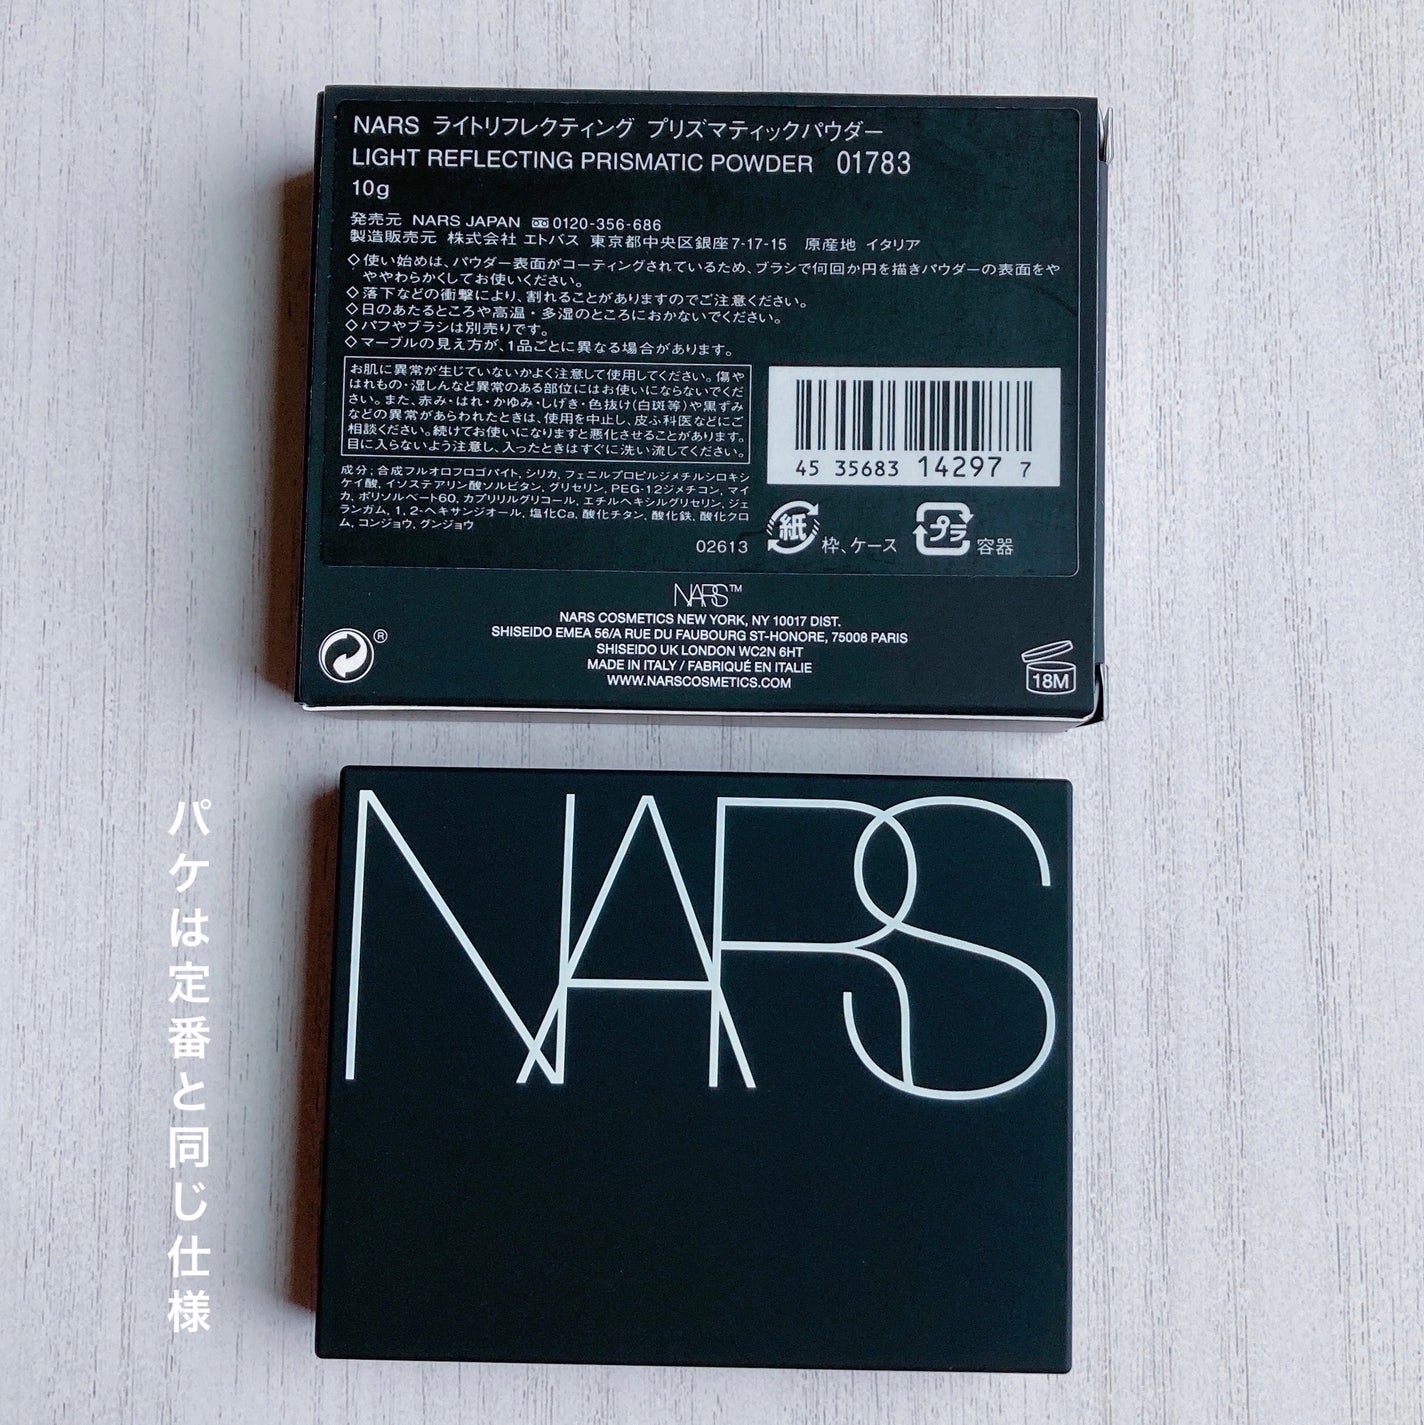 NARS ライトリフレクティング プリズマティックパウダー
LIGHT REFLECTING PRISMATIC POWDER 01783
10g
発売元 NARS JAPAN 0120-356-686
製造販売元 株式会社 エトバス 東京都中央区銀座7-17-15 原産地 イタリア
◇使い始めは、パウダー表面がコーティングされているため、ブラシで何回か円を描きパウダーの表面をや
ややわらかくしてお使いください。
◇落下などの衝撃により、割れることがありますのでご注意ください。
◇日のあたるところや高温・多湿のところにおかないでください。
◇パフやブラシは別売りです。
◇マーブルの見え方が、1品ごとに異なる場合があります。
お肌に異常が生じていないかよく注意して使用してください。傷や
はれもの・湿しんなど異常のある部位にはお使いにならないでくだ
さい。また、赤み・はれ・かゆみ・しげき・色抜け(白斑等)や黒ずみ
などの異常があらわれたときは、使用を中止し、皮ふ科医などにご
相談ください。続けてお使いになりますと悪化させることがあります。
目に入らないよう注意し、入ったときはすぐに洗い流してください。
成分；合成フルオロフロゴパイト, シリカ, フェニルプロピルジメチルシロキシ
ケイ酸, イソステアリン酸ソルビタン, グリセリン, PEG-12ジメチコン, マイ
カ, ポリソルベート60, カプリリルグリコール, エチルヘキシルグリセリン, ジェ
ランガム, 1, 2-ヘキサンジオール, 塩化Ca, 酸化チタン, 酸化鉄, 酸化クロ
ム, コンジョウ, グンジョウ
02613
45 35683 14297 7
紙 枠、ケース
プラ 容器
NARS™
NARS COSMETICS NEW YORK, NY 10017 DIST.
SHISEIDO EMEA 56/A RUE DU FAUBOURG ST-HONORE, 75008 PARIS
SHISEIDO UK LONDON WC2N 6HT
MADE IN ITALY / FABRIQUÉ EN ITALIE
WWW.NARSCOSMETICS.COM
®
18M
NARS
パケは定番と同じ仕様